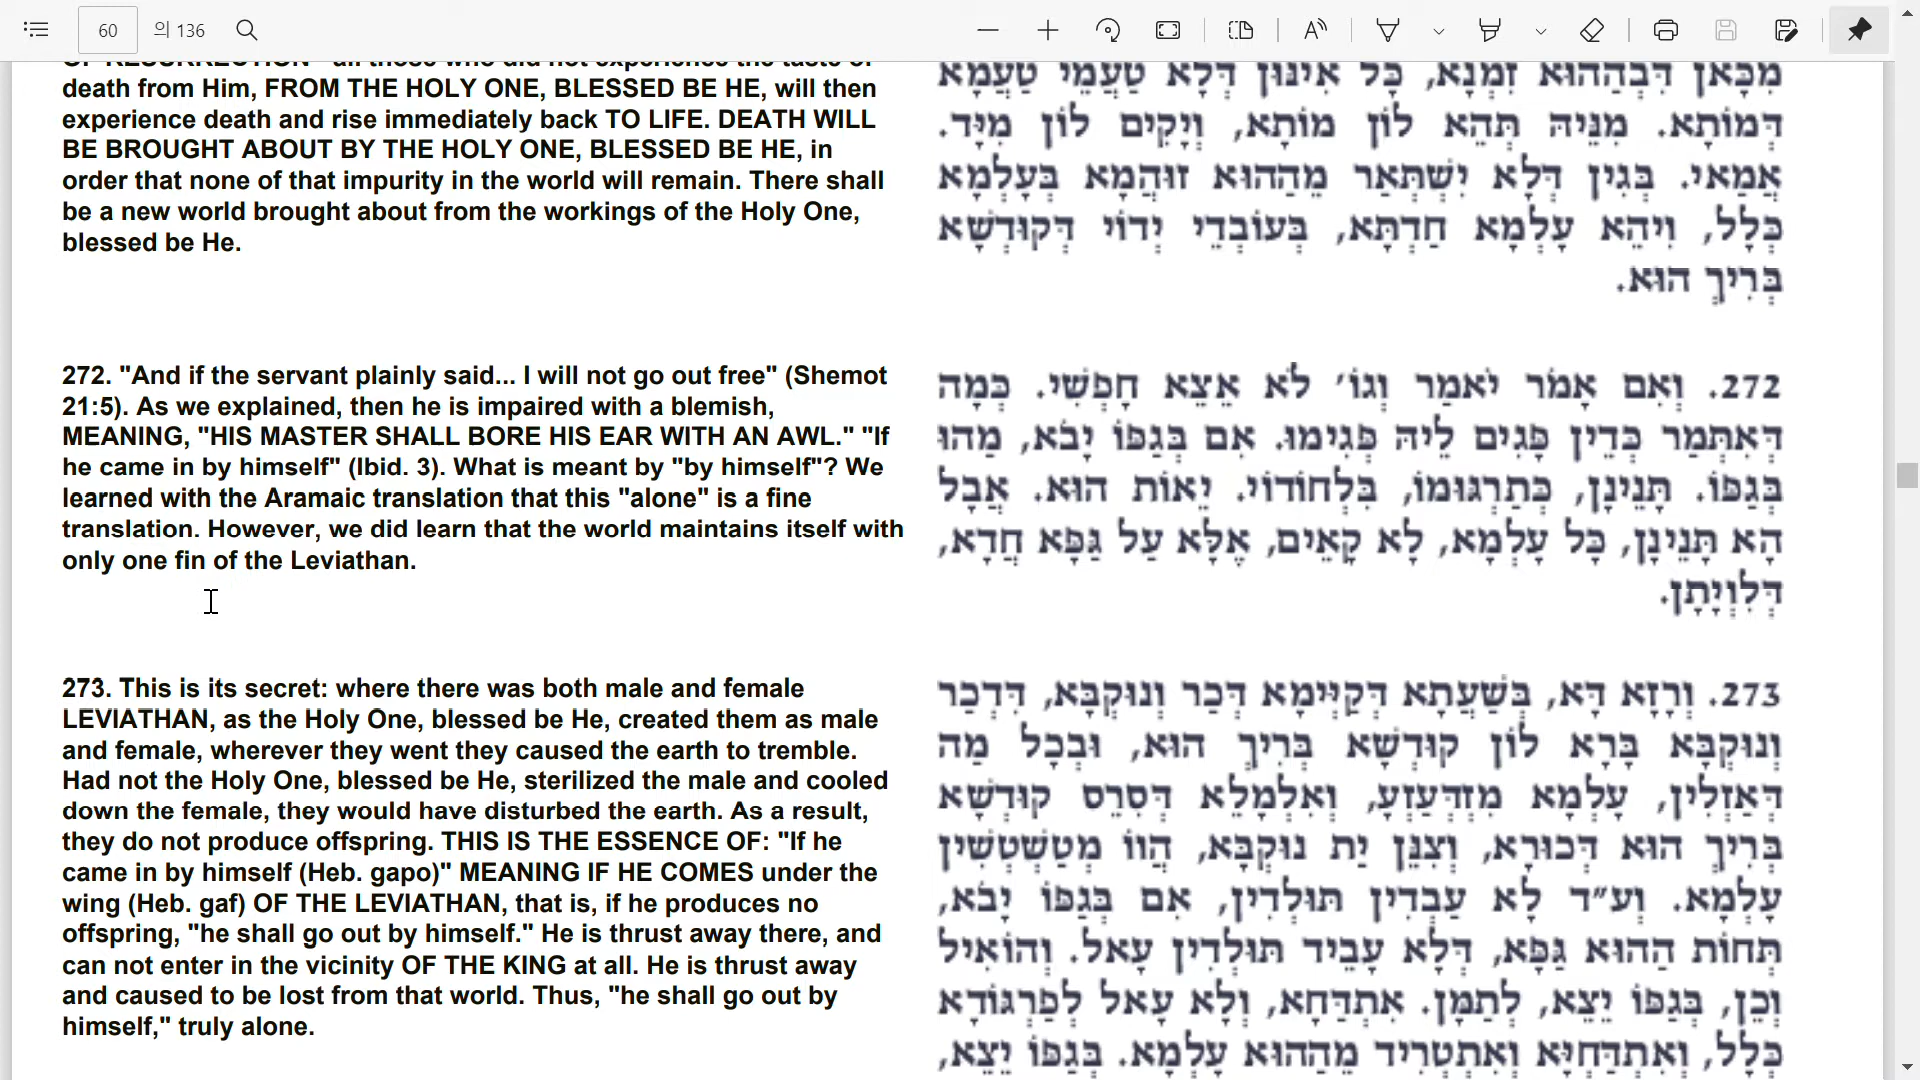 60 의 136
OF RESURRECTION - all those who did not experience the taste of
death from Him, FROM THE HOLY ONE, BLESSED BE HE, will then
experience death and rise immediately back TO LIFE. DEATH WILL
BE BROUGHT ABOUT BY THE HOLY ONE, BLESSED BE HE, in
order that none of that impurity in the world will remain. There shall
be a new world brought about from the workings of the Holy One,
blessed be He.
מִכָּאן דִּבְהַהוּא זִמְנָא, כָּל אִינּוּן דְּלָא טַעֲמֵי טַעֲמָא
דְּמוֹתָא. מִנֵּיהּ תְּהֵא לוֹן מוֹתָא, וְיָקִים לוֹן מִיָּד.
אֲמַאי. בְּגִין דְּלָא יִשְׁתְּאַר מֵהַהוּא זוּהֲמָא בְּעָלְמָא
כְּלָל, וִיהֵא עָלְמָא חַדְתָּא, בְּעוֹבְדֵי יְדוֹי דְּקוּדְשָׁא
בְּרִיךְ הוּא.
272. "And if the servant plainly said... I will not go out free" (Shemot
21:5). As we explained, then he is impaired with a blemish,
MEANING, "HIS MASTER SHALL BORE HIS EAR WITH AN AWL." "If
he came in by himself" (Ibid. 3). What is meant by "by himself"? We
learned with the Aramaic translation that this "alone" is a fine
translation. However, we did learn that the world maintains itself with
only one fin of the Leviathan.
272. וְאִם אָמֹר יֹאמַר וְגוֹ׳ לֹא אֵצֵא חָפְשִׁי. כְּמָה
דְּאִתְּמַר כְּדֵין פָּגִים לֵיהּ פְּגִימוּ. אִם בְּגַפּוֹ יָבֹא, מַהוּ
בְּגַפּוֹ. תָּנֵינָן, כְּתַרְגּוּמוֹ, בִּלְחוֹדוֹי. יֵאוֹת הוּא. אֲבָל
הָא תָּנֵינָן, כָּל עָלְמָא, לָא קָאֵים, אֶלָּא עַל גַּפָּא חֲדָא,
דְּלִוְיָתָן.
273. This is its secret: where there was both male and female
LEVIATHAN, as the Holy One, blessed be He, created them as male
and female, wherever they went they caused the earth to tremble.
Had not the Holy One, blessed be He, sterilized the male and cooled
down the female, they would have disturbed the earth. As a result,
they do not produce offspring. THIS IS THE ESSENCE OF: "If he
came in by himself (Heb. gapo)" MEANING IF HE COMES under the
wing (Heb. gaf) OF THE LEVIATHAN, that is, if he produces no
offspring, "he shall go out by himself." He is thrust away there, and
can not enter in the vicinity OF THE KING at all. He is thrust away
and caused to be lost from that world. Thus, "he shall go out by
himself," truly alone.
273. וְרָזָא דָּא, בְּשַׁעֲתָא דְּקַיְּימָא דְּכַר וְנוּקְבָּא, דִּדְכַר
וְנוּקְבָּא בָּרָא לוֹן קוּדְשָׁא בְּרִיךְ הוּא, וּבְכָל מַה
דְּאַזְלִין, עָלְמָא מִזְדַּעְזְעָ, וְאִלְמָלֵא דְּסִרֵס קוּדְשָׁא
בְּרִיךְ הוּא דְּכוּרָא, וְצִנֵּן יַת נוּקְבָּא, הֲווֹ מְטַשְׁטְשִׁין
עָלְמָא. וְע״ד לָא עַבְדִין תּוּלְדִין, אִם בְּגַפּוֹ יָבֹא,
תְּחוֹת הַהוּא גַּפָּא, דְּלָא עָבֵיד תּוּלְדִין עָאל. וְהוֹאִיל
וְכֵן, בְּגַפּוֹ יֵצֵא, לְתַמָּן. אִתְדַּחְיָא, וְלָא עָאל לְפַרְגּוֹדָא
כְּלָל, וְאִתְדַּחְיָּא וְאִתְטְרִיד מֵהַהוּא עָלְמָא. בְּגַפּוֹ יֵצֵא,